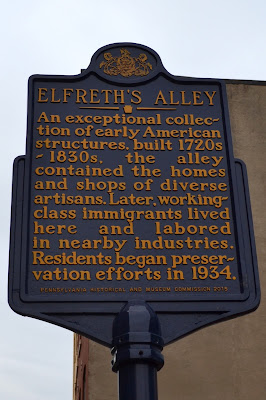 ELFRETH'S ALLEY
An exceptional collec-
tion of early American
structures, built 1720s
- 1830s, the alley
contained the homes
and shops of diverse
artisans. Later, working-
class immigrants lived
here and labored
in nearby industries.
Residents began preser-
vation efforts in 1934.
PENNSYLVANIA HISTORICAL AND MUSEUM COMMISSION